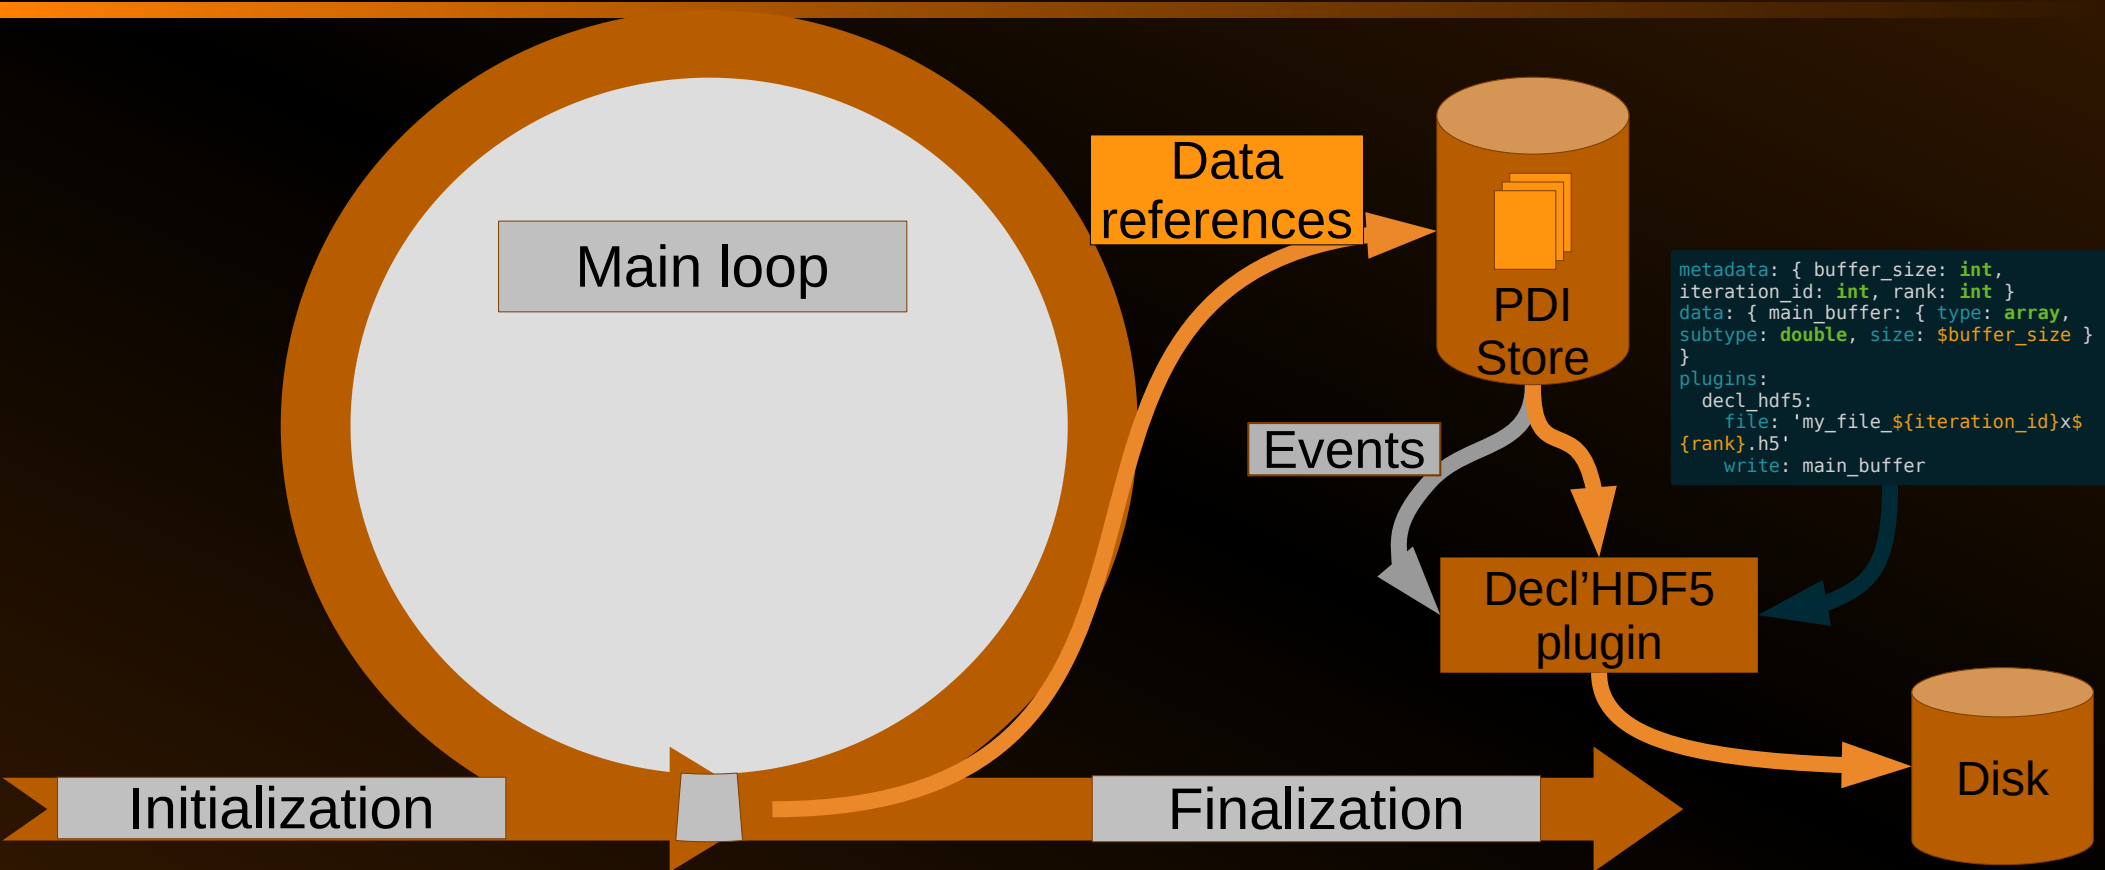 Main loop
Data
references
PDI
Store
metadata: { buffer_size: int,
iteration_id: int, rank: int }
data: { main_buffer: { type: array,
subtype: double, size: $buffer_size }
}
plugins:
  decl_hdf5:
    file: 'my_file_${iteration_id}x$
{rank}.h5'
    write: main_buffer
Events
Decl’HDF5
plugin
Disk
Initialization
Finalization